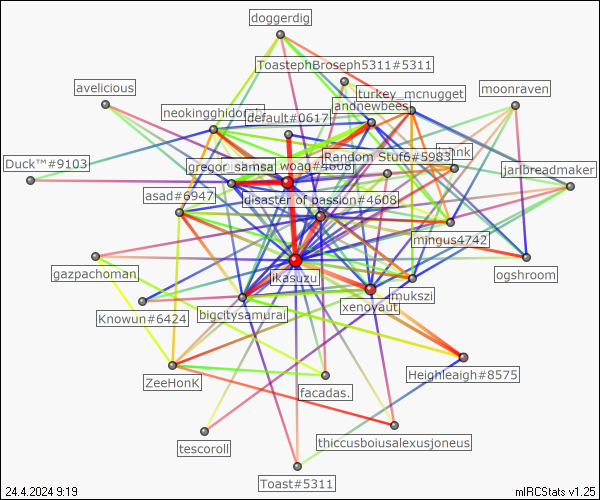 doggerdig
ToastephBroseph5311#5311
avelicious
turkey_mcnugget
moonraven
andnewbees
neokingghidorah
default#0617
Random Stuf6#5983
Duck™#9103
gregor_samsa
woag#4608
jarlbreadmaker
asad#6947
disaster of passion#4608
mingus4742
gazpachoman
ikasuzu
ogshroom
mukszi
Knowun#6424
bigcitysamurai
xenoyaut
ZeeHonK
Heighleaigh#8575
facadas.
tescoroll
thiccusboiusalexusjoneus
Toast#5311
24.4.2024 9:19
mIRCStats v1.25